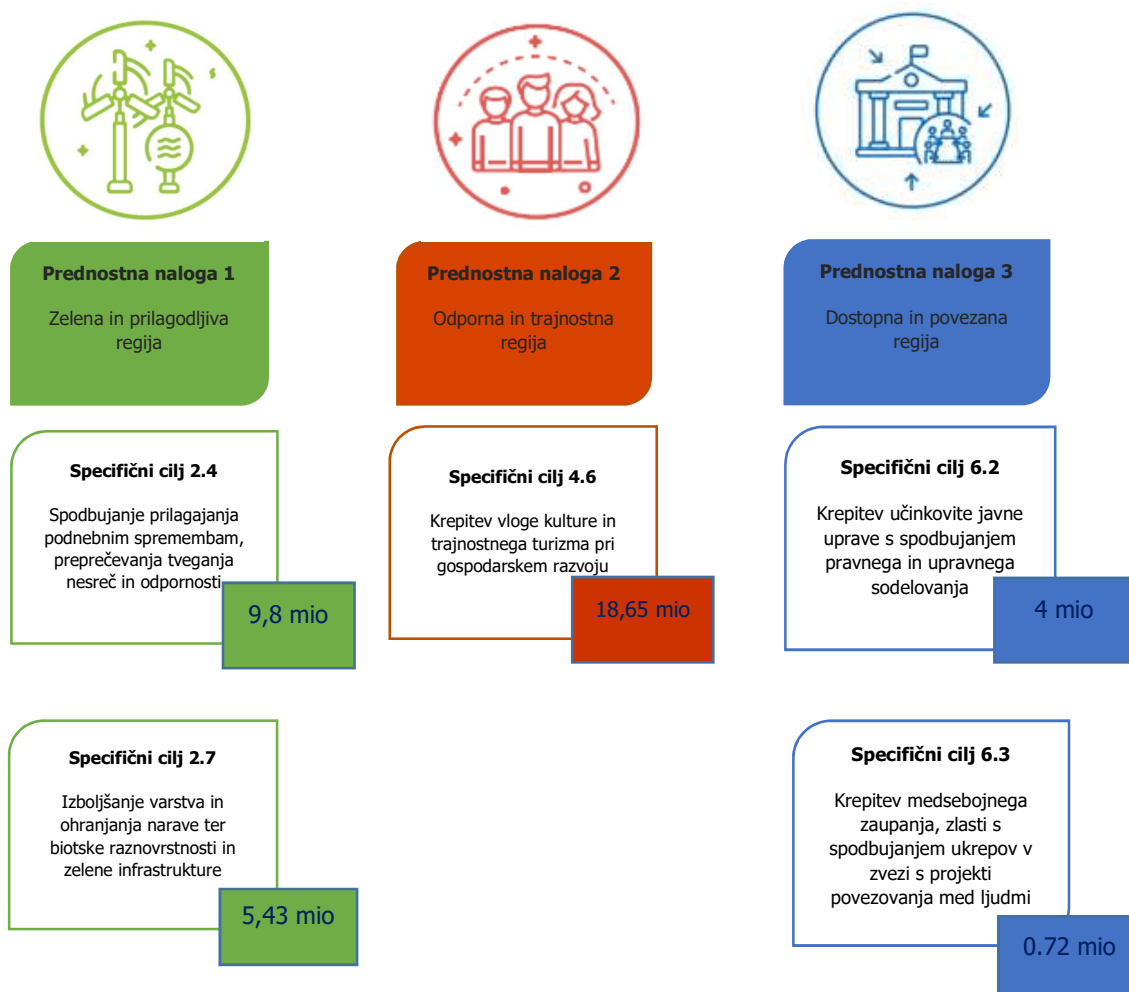 Prednostna naloga 1
Zelena in prilagodljiva
regija
Prednostna naloga 2
Odporna in trajnostna
regija
Prednostna naloga 3
Dostopna in povezana
regija
Specifični cilj 2.4
Spodbujanje prilagajanja
podnebnim spremembam,
preprečevanja tveganja
nesreč in odpornosti
9,8 mio
Specifični cilj 4.6
Krepitev vloge kulture in
trajnostnega turizma pri
gospodarskem razvoju
18,65 mio
Specifični cilj 6.2
Krepitev učinkovite javne
uprave s spodbujanjem
pravnega in upravnega
sodelovanja
4 mio
Specifični cilj 2.7
Izboljšanje varstva in
ohranjanja narave ter
biotske raznovrstnosti in
zelene infrastrukture
5,43 mio
Specifični cilj 6.3
Krepitev medsebojnega
zaupanja, zlasti s
spodbujanjem ukrepov v
zvezi s projekti
povezovanja med ljudmi
0.72 mio